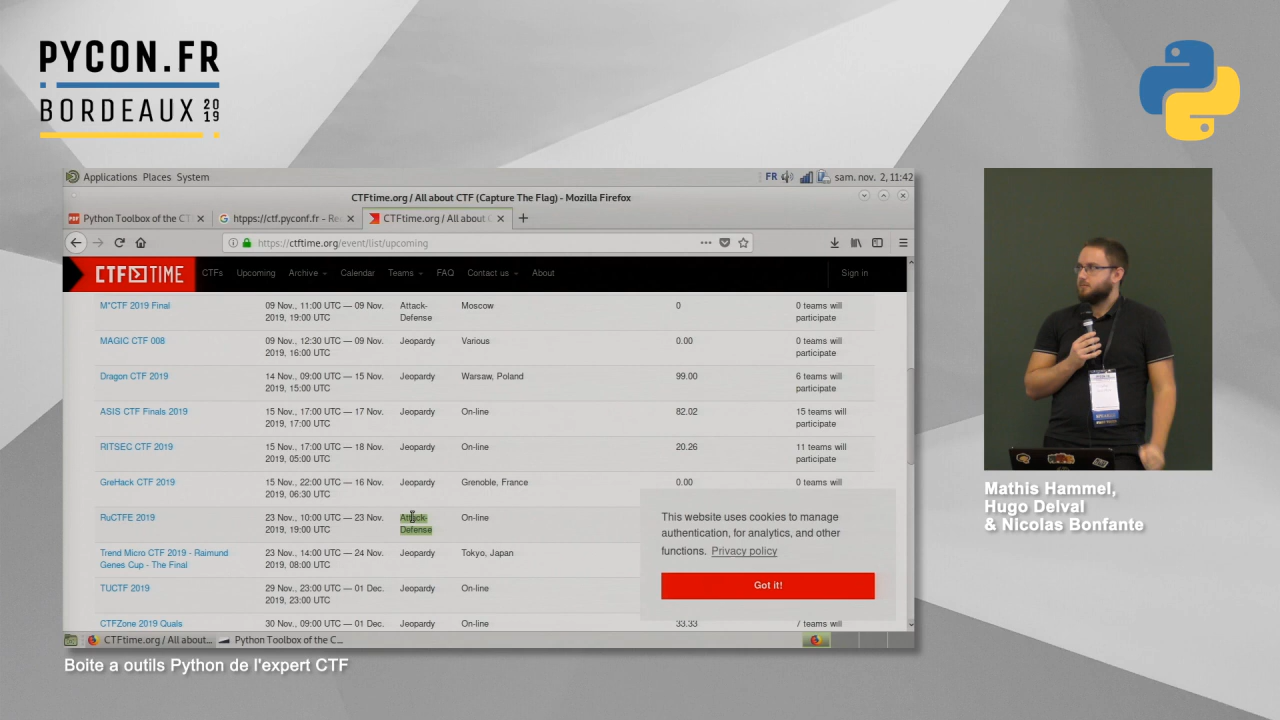 PYCON.FR
BORDEAUX 2019
Applications Places System
FR
sam. nov. 2, 11:42
CTFtime.org / All about CTF (Capture The Flag) - Mozilla Firefox
Python Toolbox of the CT
htpps://ctf.pyconf.fr - Re
CTFtime.org / All about C
https://ctftime.org/event/list/upcoming
CTF TIME
CTFs Upcoming Archive Calendar Teams FAQ Contact us About
Sign in
M*CTF 2019 Final 09 Nov., 11:00 UTC — 09 Nov. 2019, 19:00 UTC Attack-Defense Moscow 0 0 teams will participate
MAGIC CTF 008 09 Nov., 12:30 UTC — 09 Nov. 2019, 16:00 UTC Jeopardy Various 0.00 0 teams will participate
Dragon CTF 2019 14 Nov., 09:00 UTC — 15 Nov. 2019, 15:00 UTC Jeopardy Warsaw, Poland 99.00 6 teams will participate
ASIS CTF Finals 2019 15 Nov., 17:00 UTC — 17 Nov. 2019, 17:00 UTC Jeopardy On-line 82.02 15 teams will participate
RITSEC CTF 2019 15 Nov., 17:00 UTC — 18 Nov. 2019, 05:00 UTC Jeopardy On-line 20.26 11 teams will participate
GreHack CTF 2019 15 Nov., 22:00 UTC — 16 Nov. 2019, 06:30 UTC Jeopardy Grenoble, France 0.00 0 teams will
RuCTFE 2019 23 Nov., 10:00 UTC — 23 Nov. 2019, 19:00 UTC Attack-Defense On-line
Trend Micro CTF 2019 - Raimund Genes Cup - The Final 23 Nov., 14:00 UTC — 24 Nov. 2019, 08:00 UTC Jeopardy Tokyo, Japan
TUCTF 2019 29 Nov., 23:00 UTC — 01 Dec. 2019, 23:00 UTC Jeopardy On-line
CTFZone 2019 Quals 30 Nov., 09:00 UTC — 01 Dec. Jeopardy On-line 33.33 7 teams will
This website uses cookies to manage
authentication, for analytics, and other
functions. Privacy policy
Got it!
CTFtime.org / All about...
Python Toolbox of the C...
Mathis Hammel,
Hugo Delval
& Nicolas Bonfante
Boite a outils Python de l'expert CTF